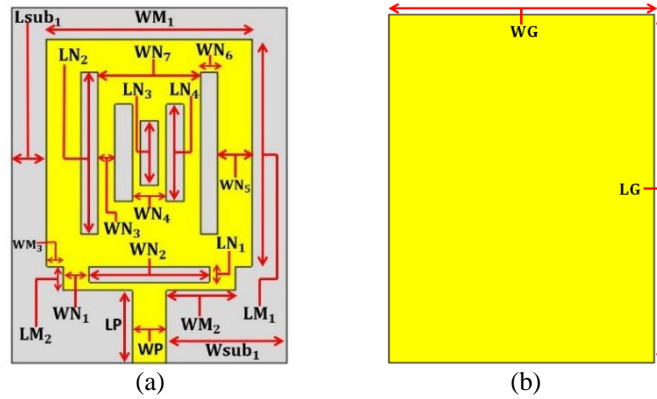 Lsub₁
WM₁
WN₇
WN₆
LN₂
LN₃
LN₄
WN₅
WN₄
WN₃
WM₃
WN₂
LN₁
WN₁
LM₂
LP
WP
WM₂
LM₁
Wsub₁
(a)
WG
LG
(b)